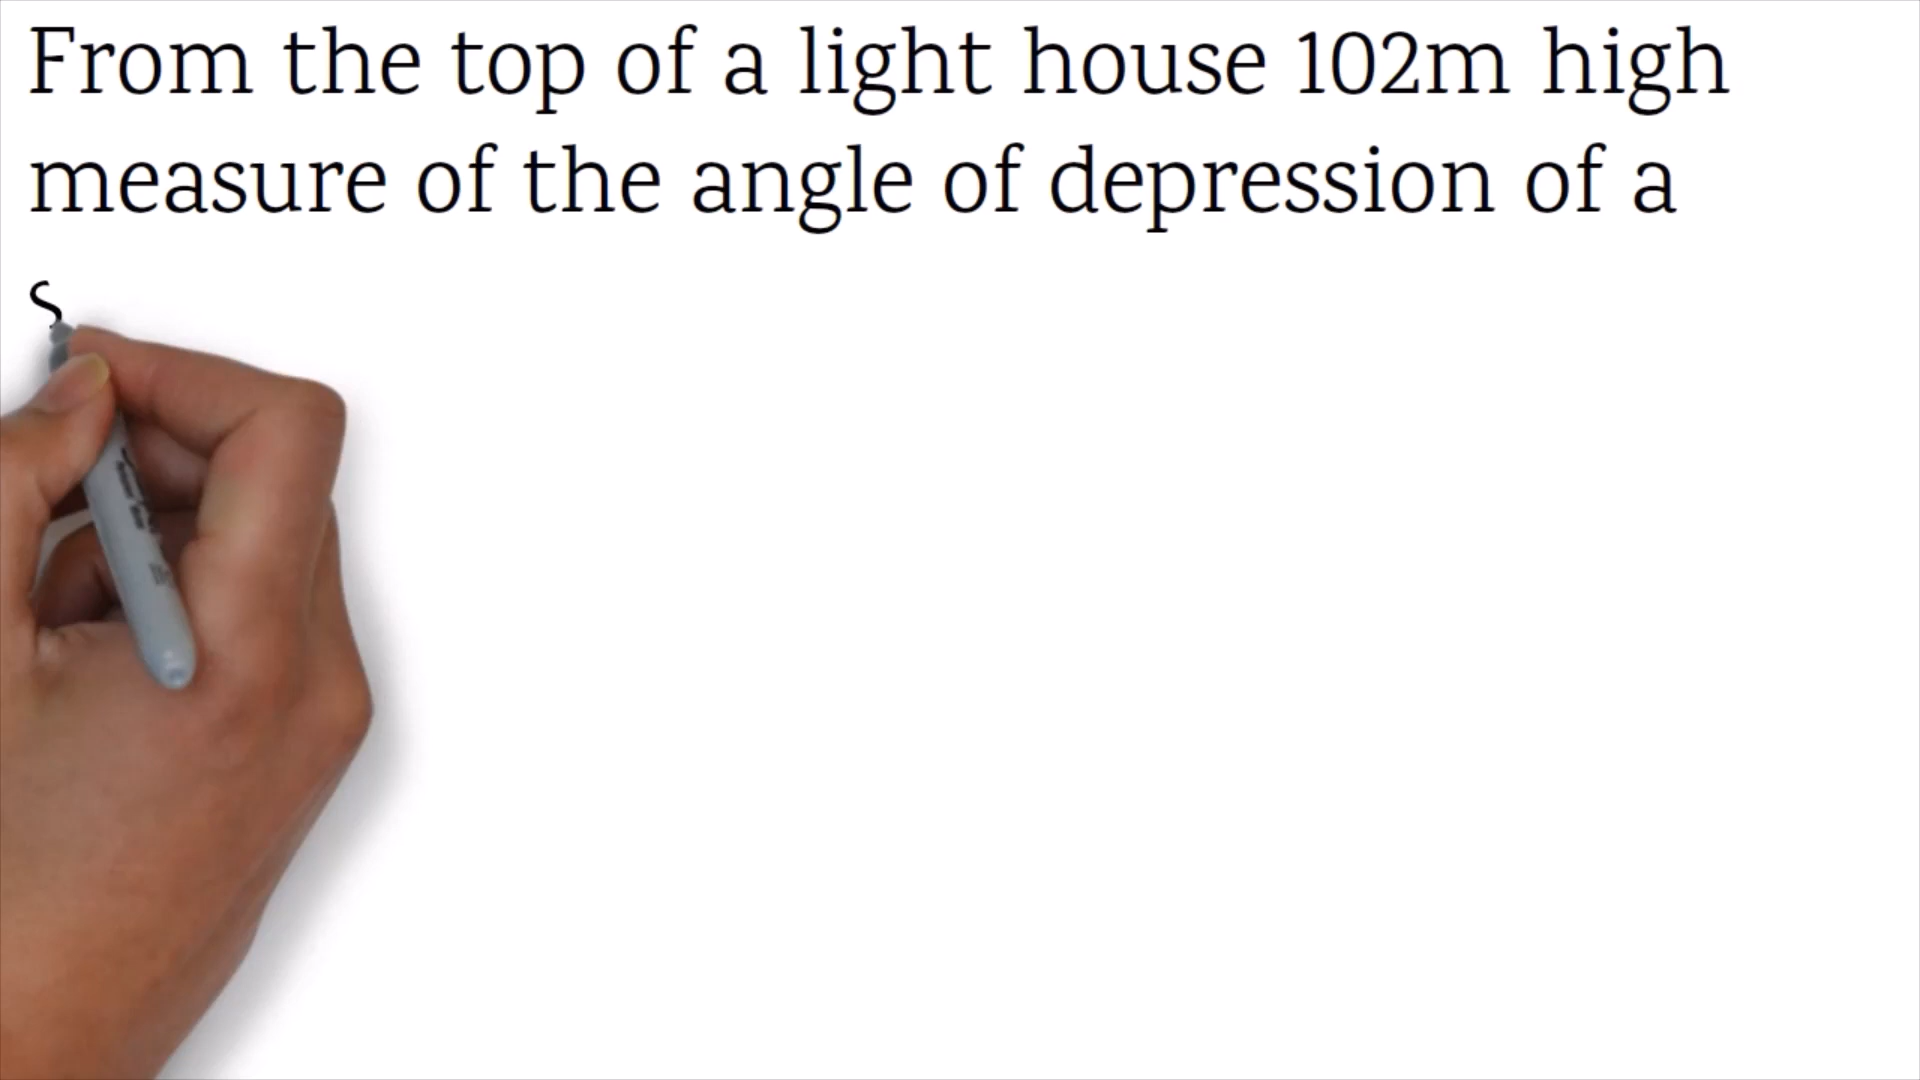 From the top of a light house 102m high
measure of the angle of depression of a
s